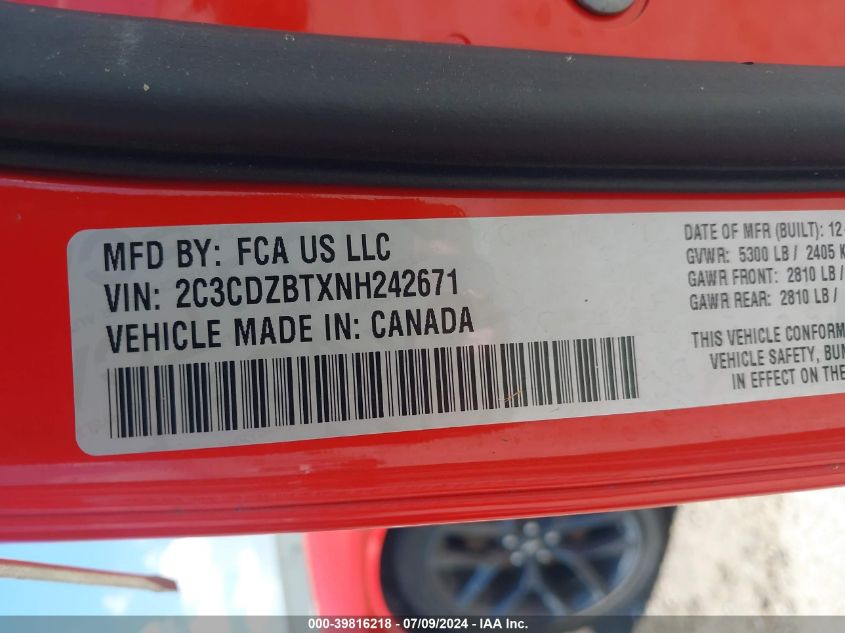 MFD BY: FCA US LLC
VIN: 2C3CDZBTXNH242671
VEHICLE MADE IN: CANADA
DATE OF MFR (BUILT): 12-
GVWR: 5300 LB / 2405 K
GAWR FRONT: 2810 LB /
GAWR REAR: 2810 LB /
THIS VEHICLE CONFORM
VEHICLE SAFETY, BUM
IN EFFECT ON THE
000-39816218 - 07/09/2024 - IAA Inc.